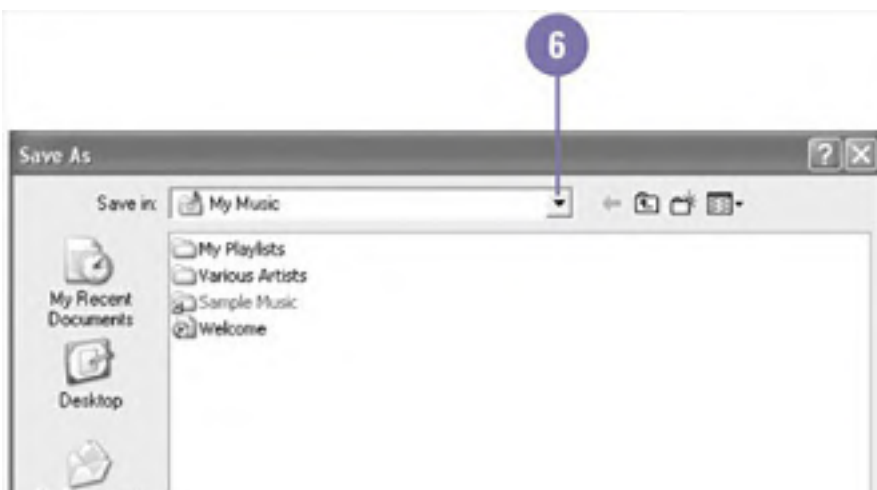 6
Save As
Save in: My Music
My Playlists
Various Artists
Sample Music
Welcome
My Recent
Documents
Desktop